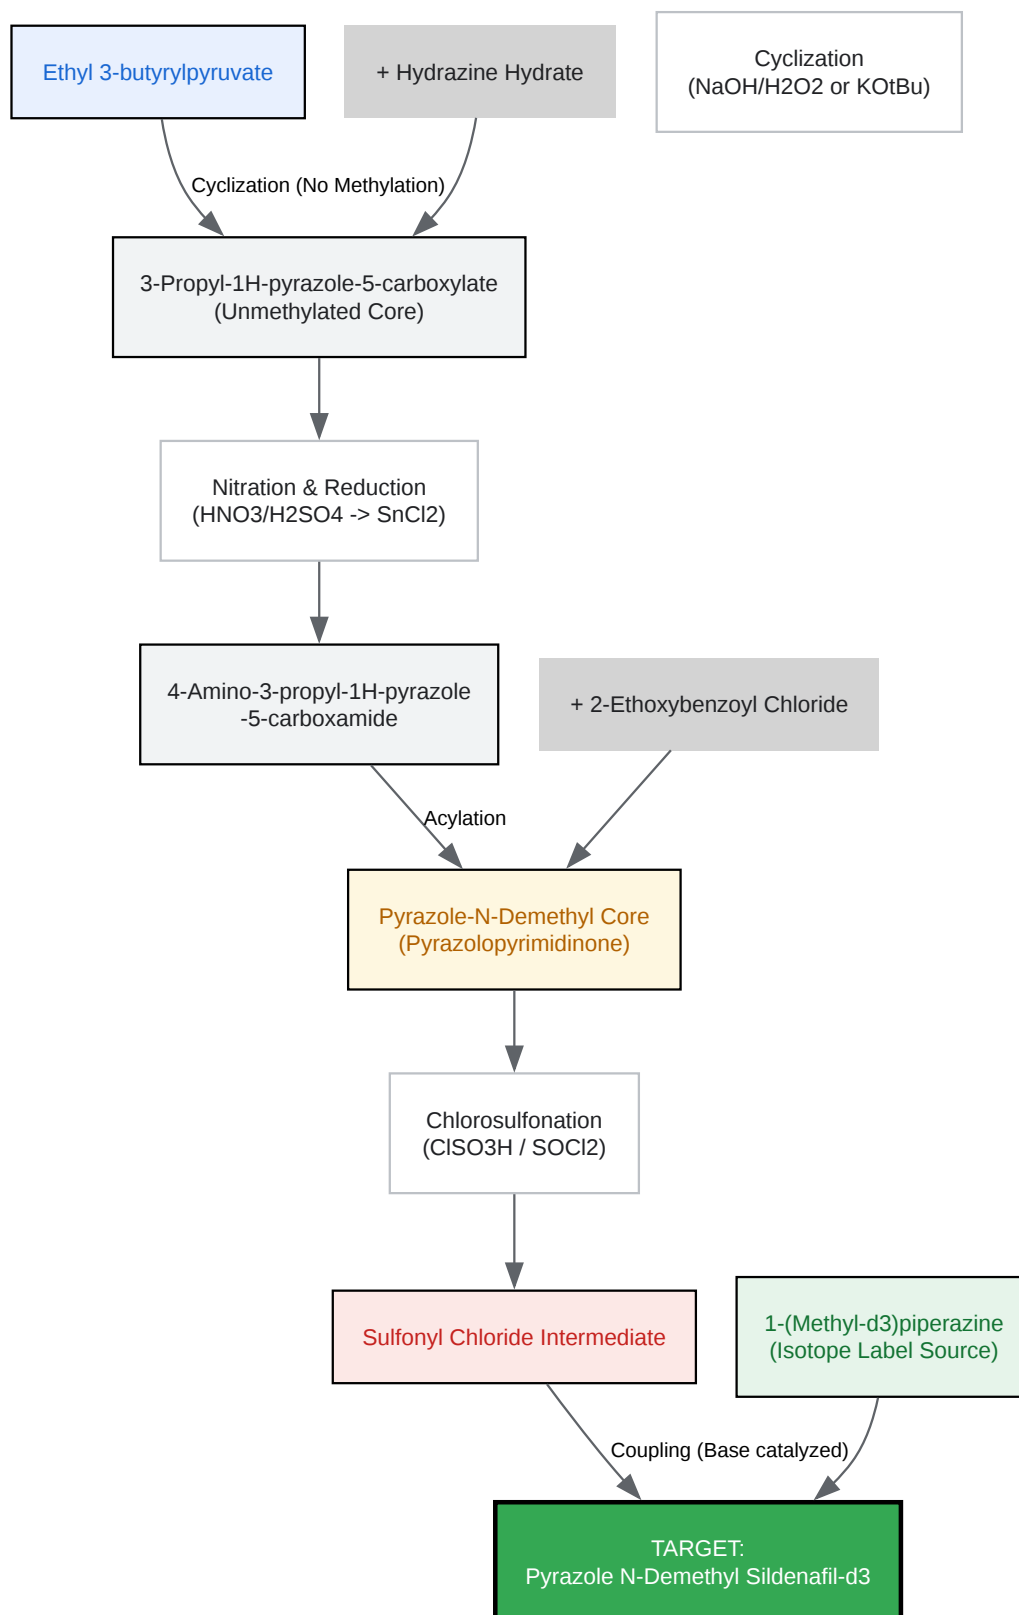 Ethyl 3-butyrylpyruvate
+ Hydrazine Hydrate
Cyclization
(NaOH/H2O2 or KOtBu)
Cyclization (No Methylation)
3-Propyl-1H-pyrazole-5-carboxylate
(Unmethylated Core)
Nitration & Reduction
(HNO3/H2SO4 -> SnCl2)
4-Amino-3-propyl-1H-pyrazole
-5-carboxamide
+ 2-Ethoxybenzoyl Chloride
Acylation
Pyrazole-N-Demethyl Core
(Pyrazolopyrimidinone)
Chlorosulfonation
(ClSO3H / SOCl2)
Sulfonyl Chloride Intermediate
1-(Methyl-d3)piperazine
(Isotope Label Source)
Coupling (Base catalyzed)
TARGET:
Pyrazole N-Demethyl Sildenafil-d3